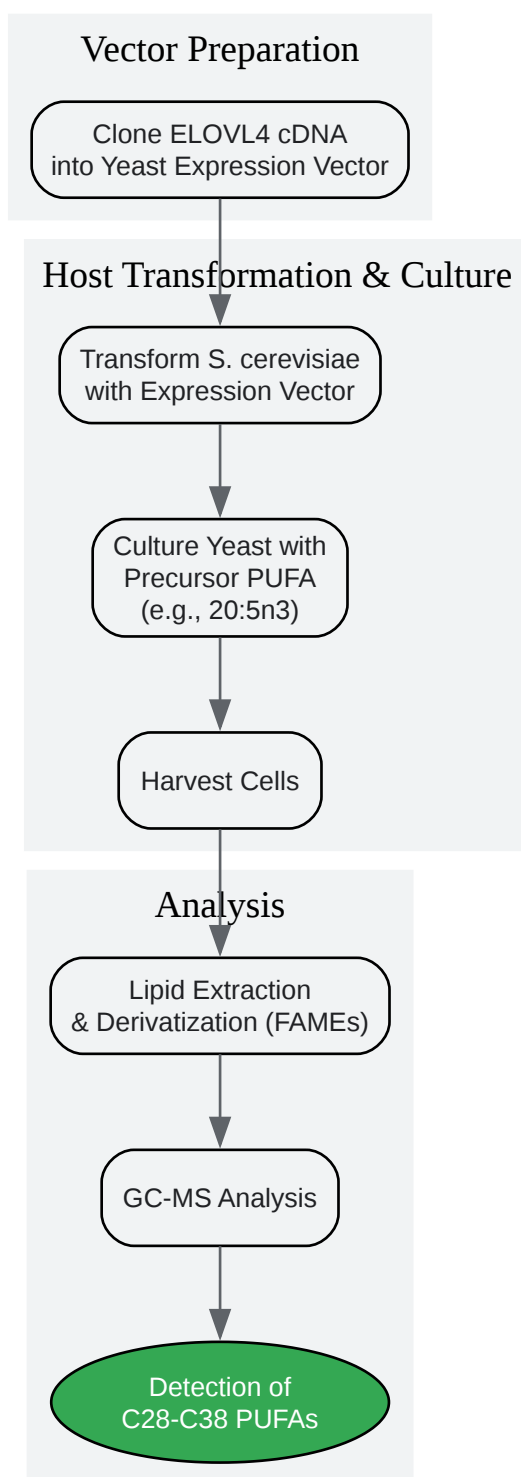 Vector Preparation
Clone ELOVL4 cDNA
into Yeast Expression Vector
Host Transformation & Culture
Transform S. cerevisiae
with Expression Vector
Culture Yeast with
Precursor PUFA
(e.g., 20:5n3)
Harvest Cells
Analysis
Lipid Extraction
& Derivatization (FAMEs)
GC-MS Analysis
Detection of
C28-C38 PUFAs